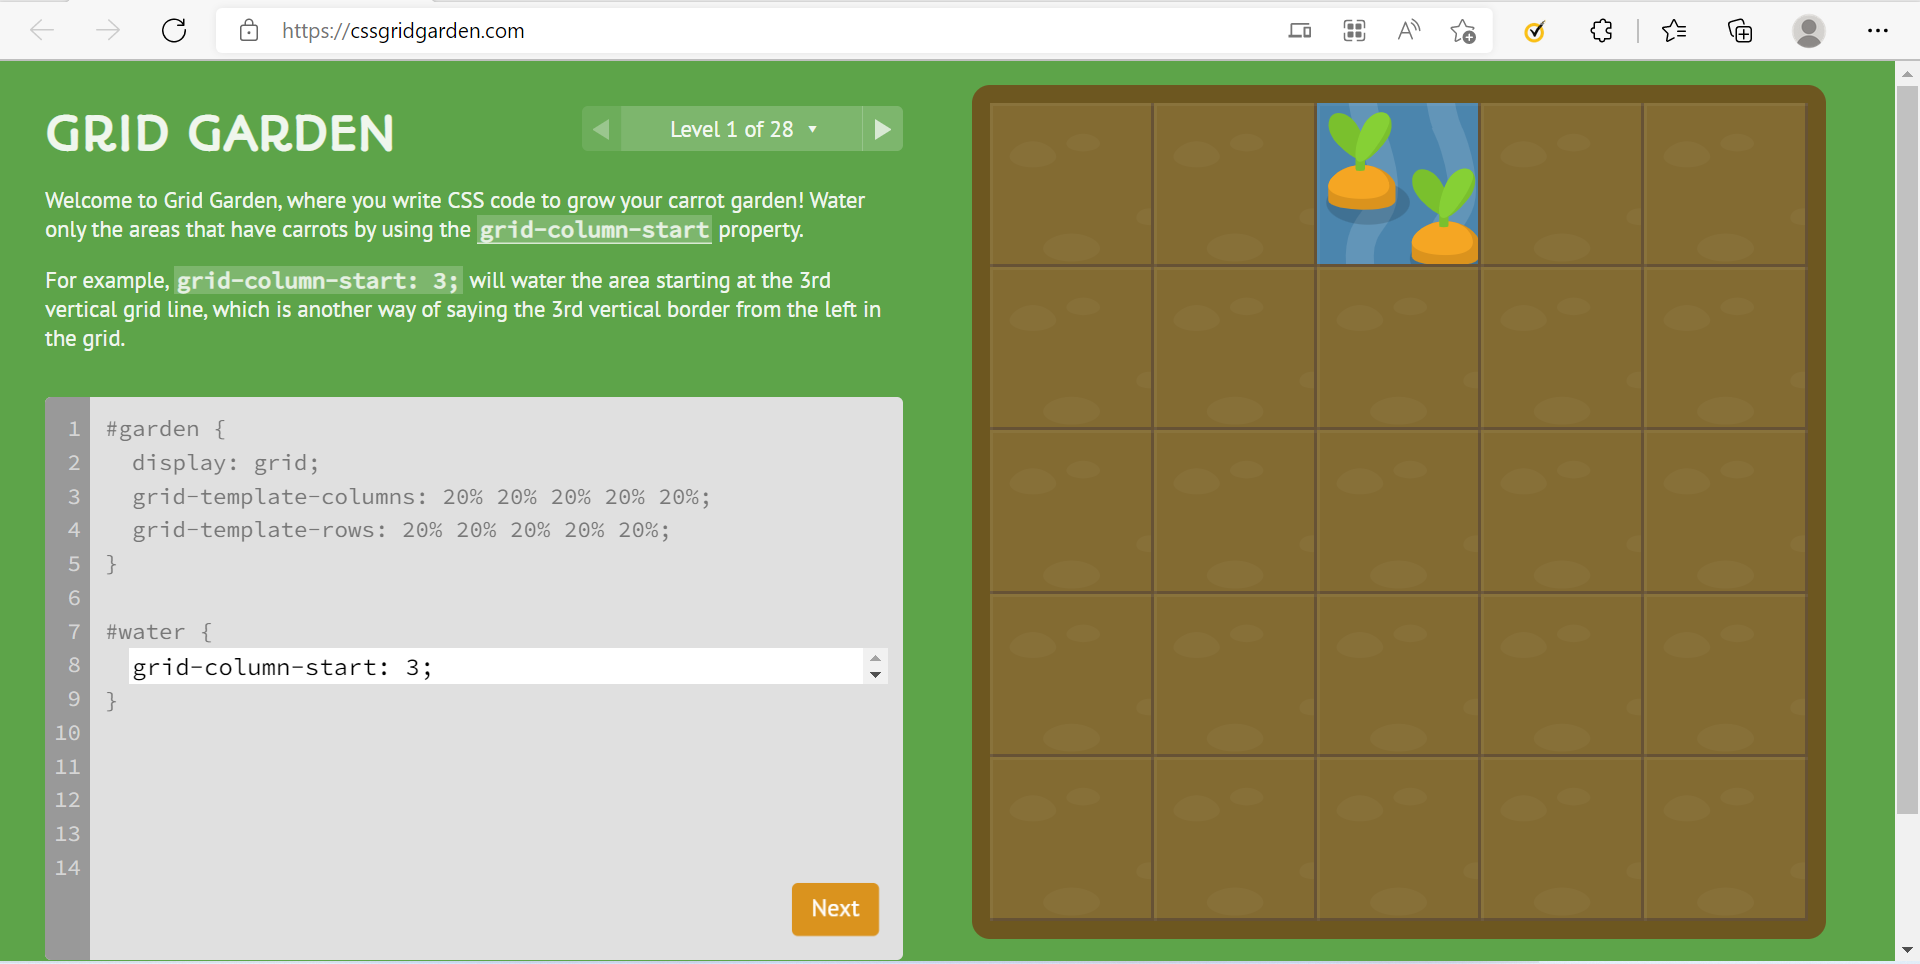 https://cssgridgarden.com
GRID GARDEN
Level 1 of 28
Welcome to Grid Garden, where you write CSS code to grow your carrot garden! Water
only the areas that have carrots by using the grid-column-start property.
For example, grid-column-start: 3; will water the area starting at the 3rd
vertical grid line, which is another way of saying the 3rd vertical border from the left in
the grid.
1 #garden {
2 display: grid;
3 grid-template-columns: 20% 20% 20% 20% 20%;
4 grid-template-rows: 20% 20% 20% 20% 20%;
5 }
6
7 #water {
8 grid-column-start: 3;
9 }
10
11
12
13
14
Next